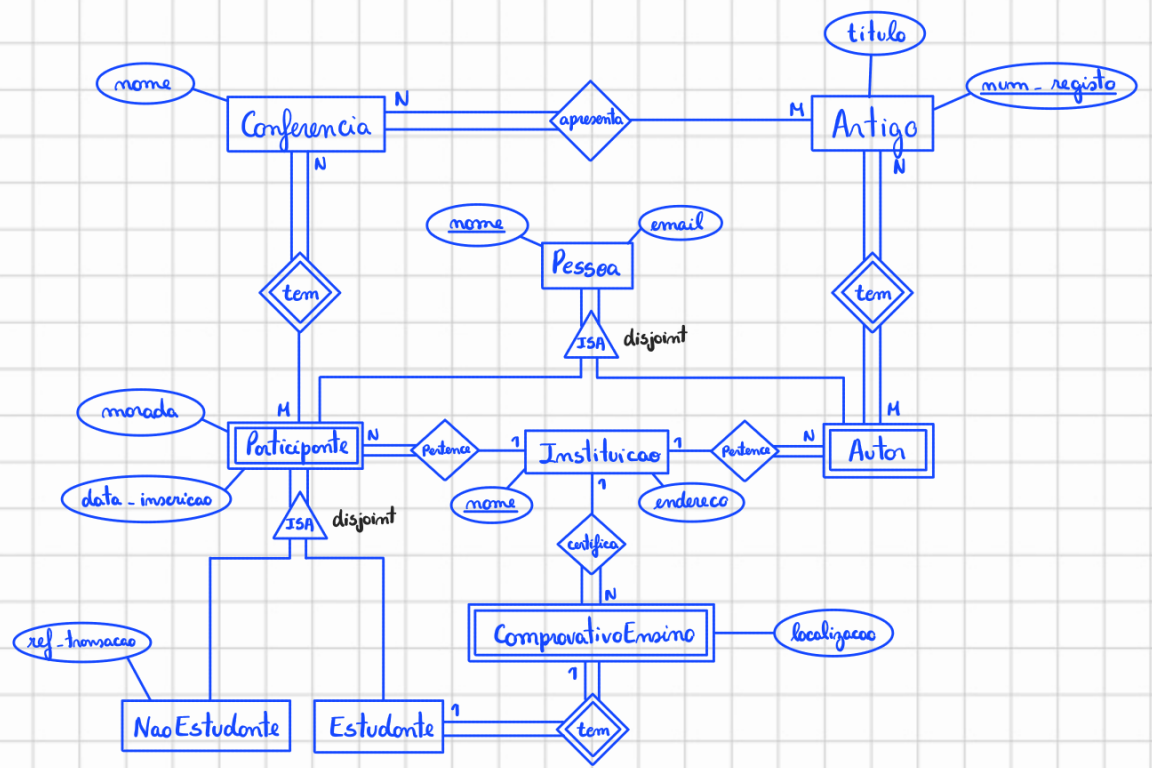 titulo
nome
num_registo
Conferencia
N
apresenta
M
Artigo
N
N
nome
email
Pessoa
tem
tem
ISA
disjoint
morada
M
M
Participante
N
Pertence
1
Instituicao
1
Pertence
N
Autor
data_inscricao
nome
1
endereco
ISA
disjoint
certifica
N
ref_transacao
ComprovativoEnsino
localizacao
1
NaoEstudante
Estudante
1
tem